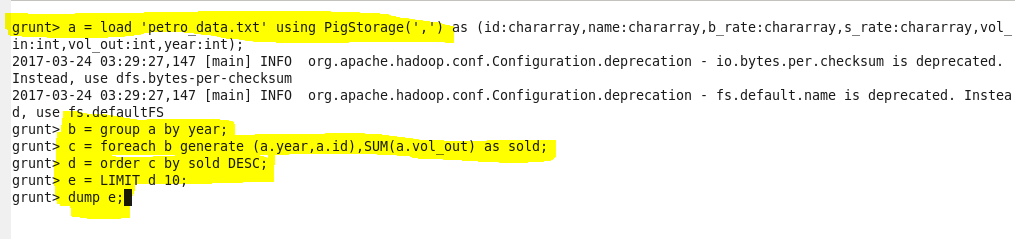 grunt> a = load 'petro_data.txt' using PigStorage(',') as (id:chararray,name:chararray,b_rate:chararray,s_rate:chararray,vol_
in:int,vol_out:int,year:int);
2017-03-24 03:29:27,147 [main] INFO  org.apache.hadoop.conf.Configuration.deprecation - io.bytes.per.checksum is deprecated.
Instead, use dfs.bytes-per-checksum
2017-03-24 03:29:27,147 [main] INFO  org.apache.hadoop.conf.Configuration.deprecation - fs.default.name is deprecated. Instea
d, use fs.defaultFS
grunt> b = group a by year;
grunt> c = foreach b generate (a.year,a.id),SUM(a.vol_out) as sold;
grunt> d = order c by sold DESC;
grunt> e = LIMIT d 10;
grunt> dump e;